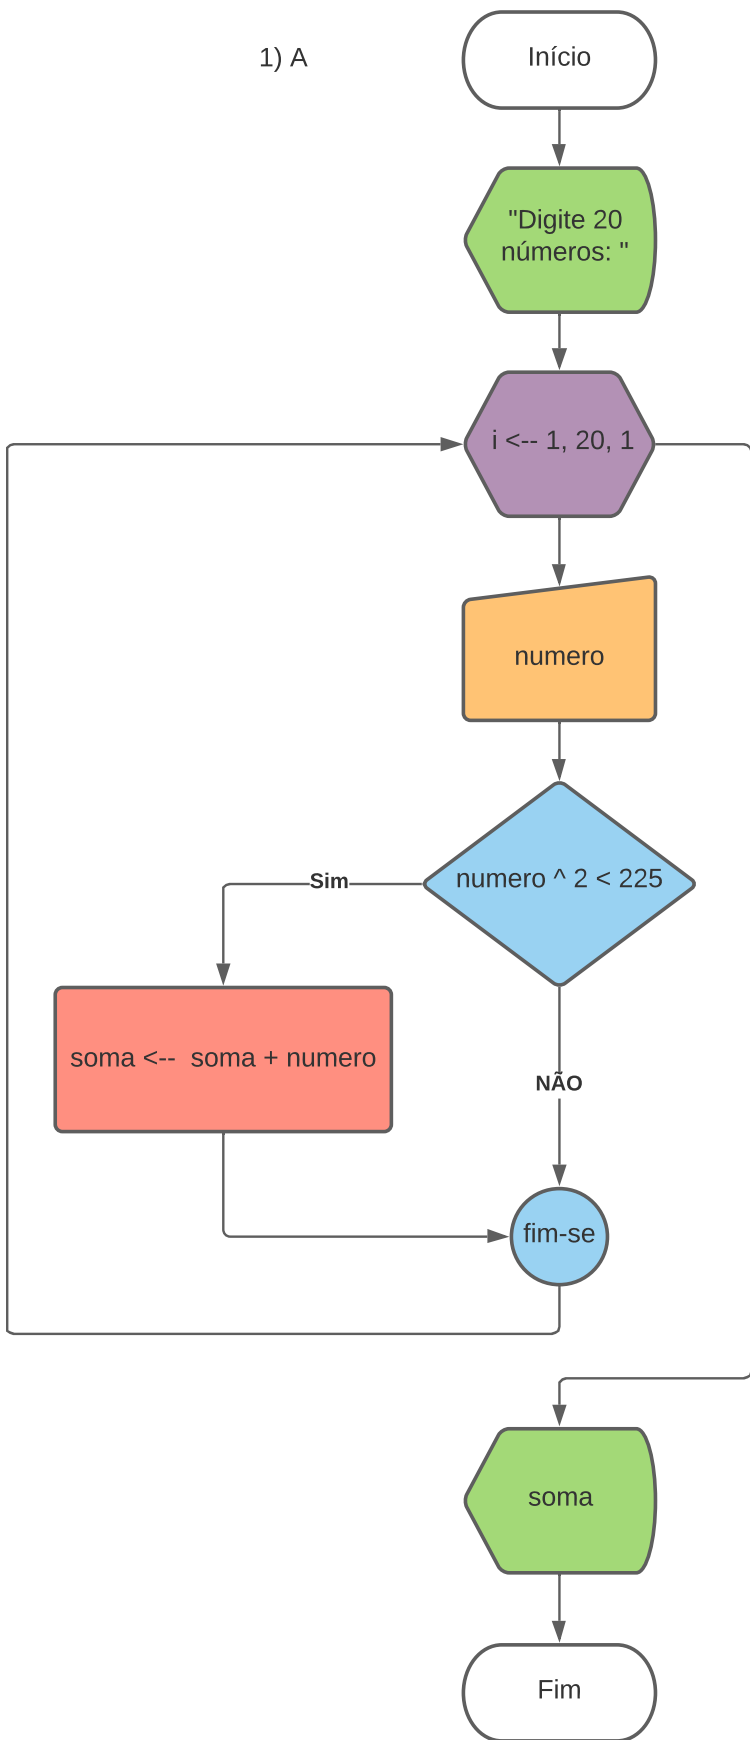 1) A
Início
"Digite 20
números: "
i <-- 1, 20, 1
numero
numero ^ 2 < 225
Sim
soma <--  soma + numero
NÃO
fim-se
soma
Fim